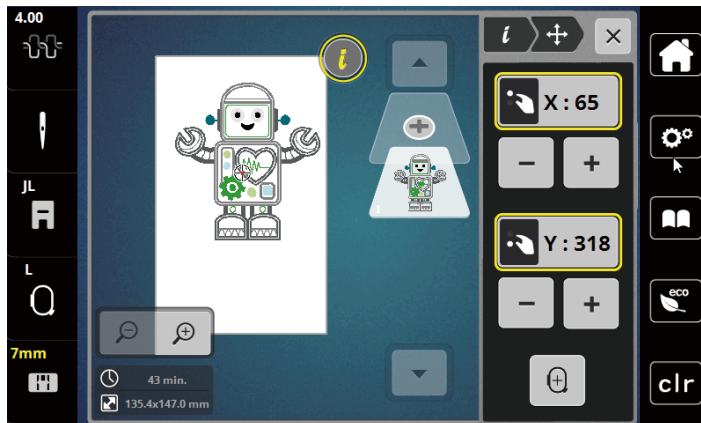 4.00
i
i
X : 65
JL
L
Y : 318
eco
7mm
43 min.
135.4x147.0 mm
clr